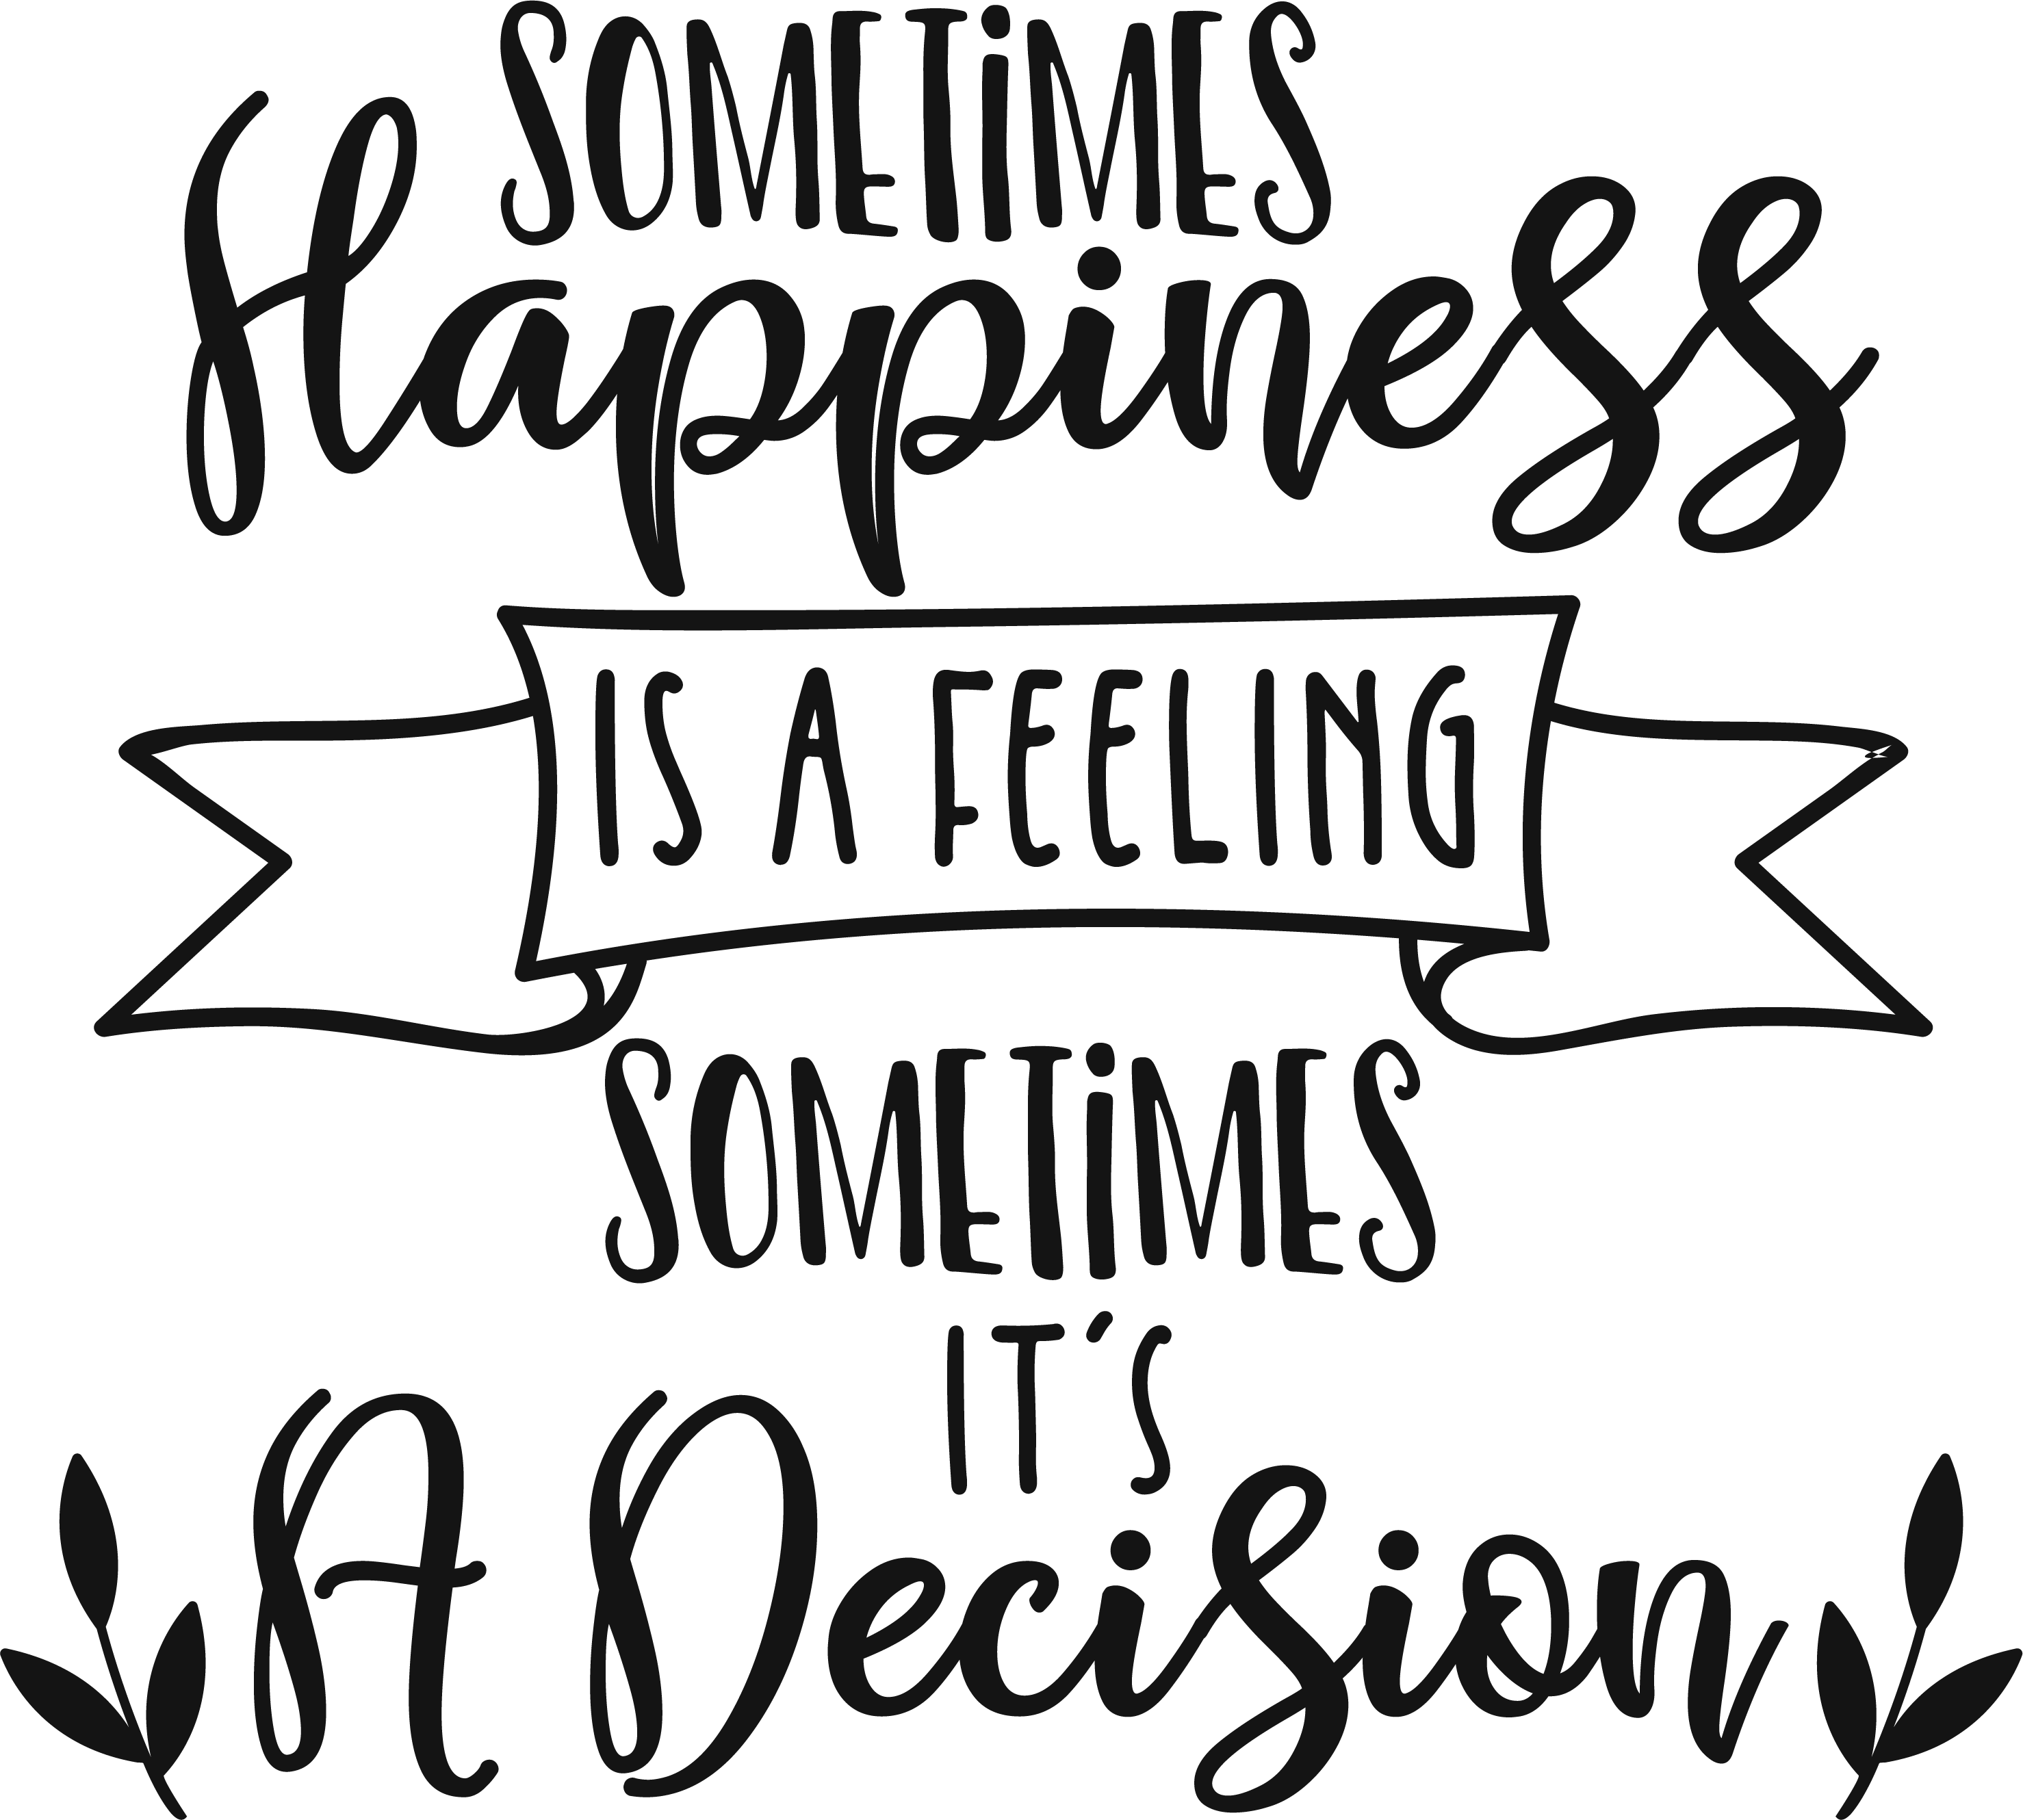 SOMETiMES
Happiness
IS A FEELING
SOMETiMES
IT´S
A Decision